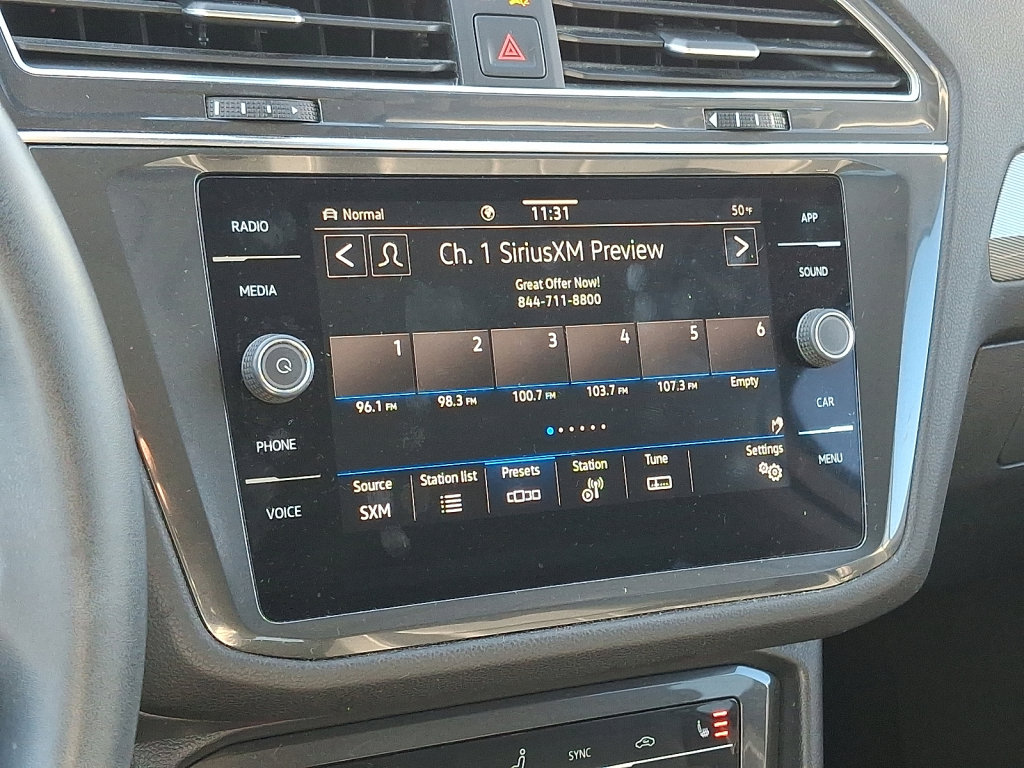 RADIO
MEDIA
PHONE
VOICE
Normal 11:31 50°F
Ch. 1 SiriusXM Preview
Great Offer Now!
844-711-8800
1 2 3 4 5 6
96.1 FM 98.3 FM 100.7 FM 103.7 FM 107.3 FM Empty
Source Station list Presets Station Tune Settings
SXM
APP
SOUND
CAR
MENU
SYNC